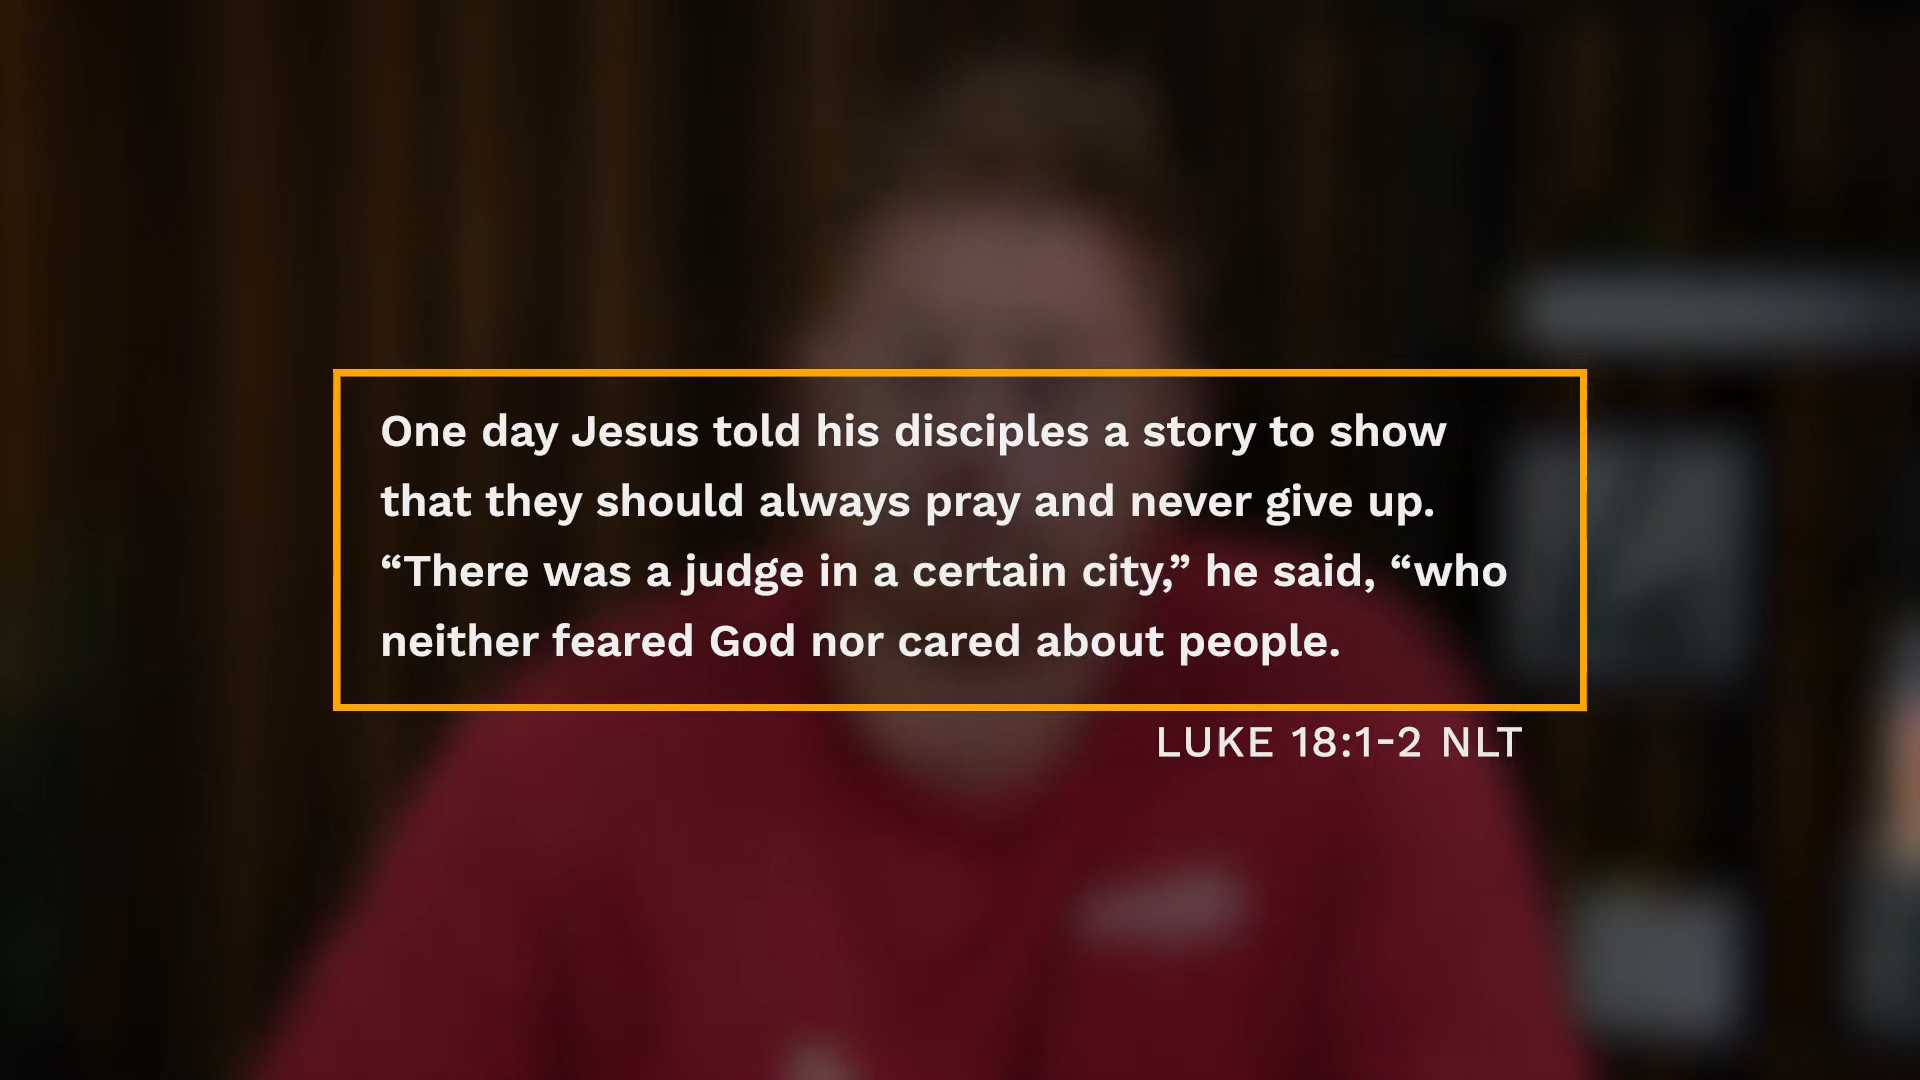 One day Jesus told his disciples a story to show
that they should always pray and never give up.
“There was a judge in a certain city,” he said, “who
neither feared God nor cared about people.
LUKE 18:1-2 NLT